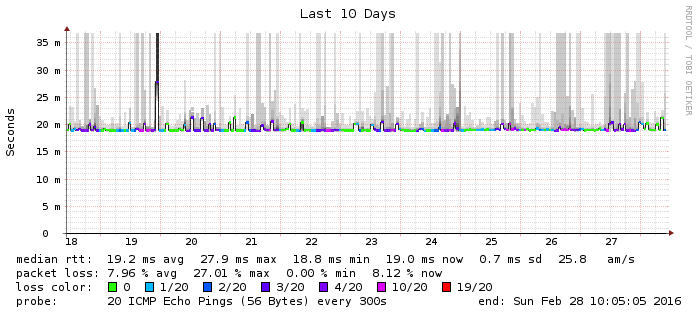 Last 10 Days
RRDTOOL / TOBI OETIKER
Seconds
35 m
30 m
25 m
20 m
15 m
10 m
5 m
0
18 19 20 21 22 23 24 25 26 27
median rtt: 19.2 ms avg 27.9 ms max 18.8 ms min 19.0 ms now 0.7 ms sd 25.8 am/s
packet loss: 7.96 % avg 27.01 % max 0.00 % min 8.12 % now
loss color: 0 1/20 2/20 3/20 4/20 10/20 19/20
probe: 20 ICMP Echo Pings (56 Bytes) every 300s end: Sun Feb 28 10:05:05 2016